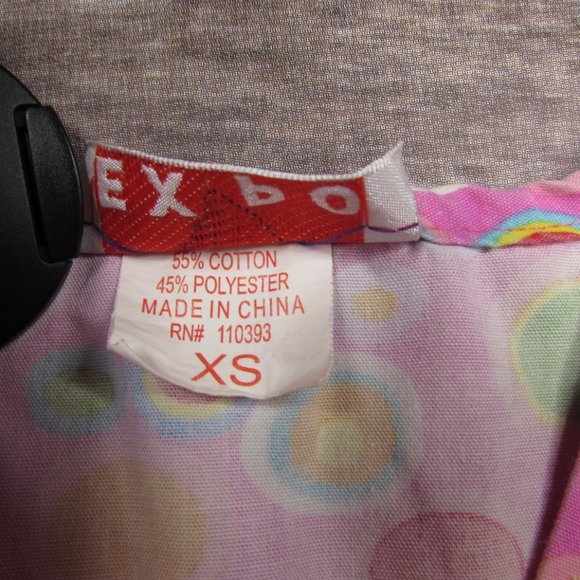 EXPO
55% COTTON
45% POLYESTER
MADE IN CHINA
RN# 110393
XS